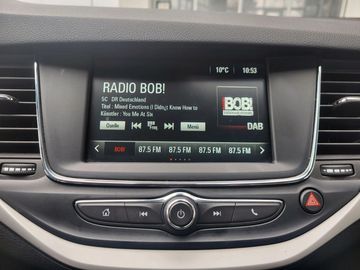 10°C 10:53
RADIO BOB!
5C DR Deutschland
Titel : Mixed Emotions (I Didn¿t Know How to
Künstler : You Me At Six
!BOB!
Quelle Menü DAB
BOB! 87.5 FM 87.5 FM 87.5 FM 87.5 FM